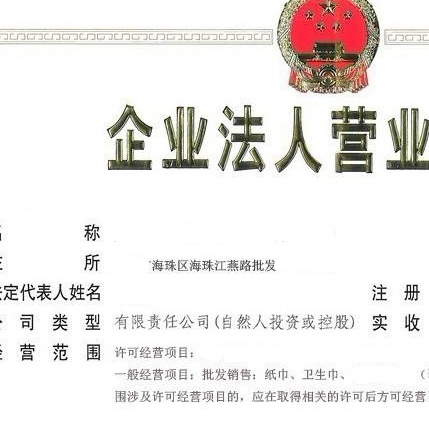 企业法人营业
名 称
住 所 海珠区海珠江燕路批发
法定代表人姓名 注 册
公 司 类 型 有限责任公司(自然人投资或控股) 实 收
经 营 范 围 许可经营项目:
一般经营项目: 批发销售: 纸巾、卫生巾、
围涉及许可经营项目的, 应在取得相关的许可后方可经营